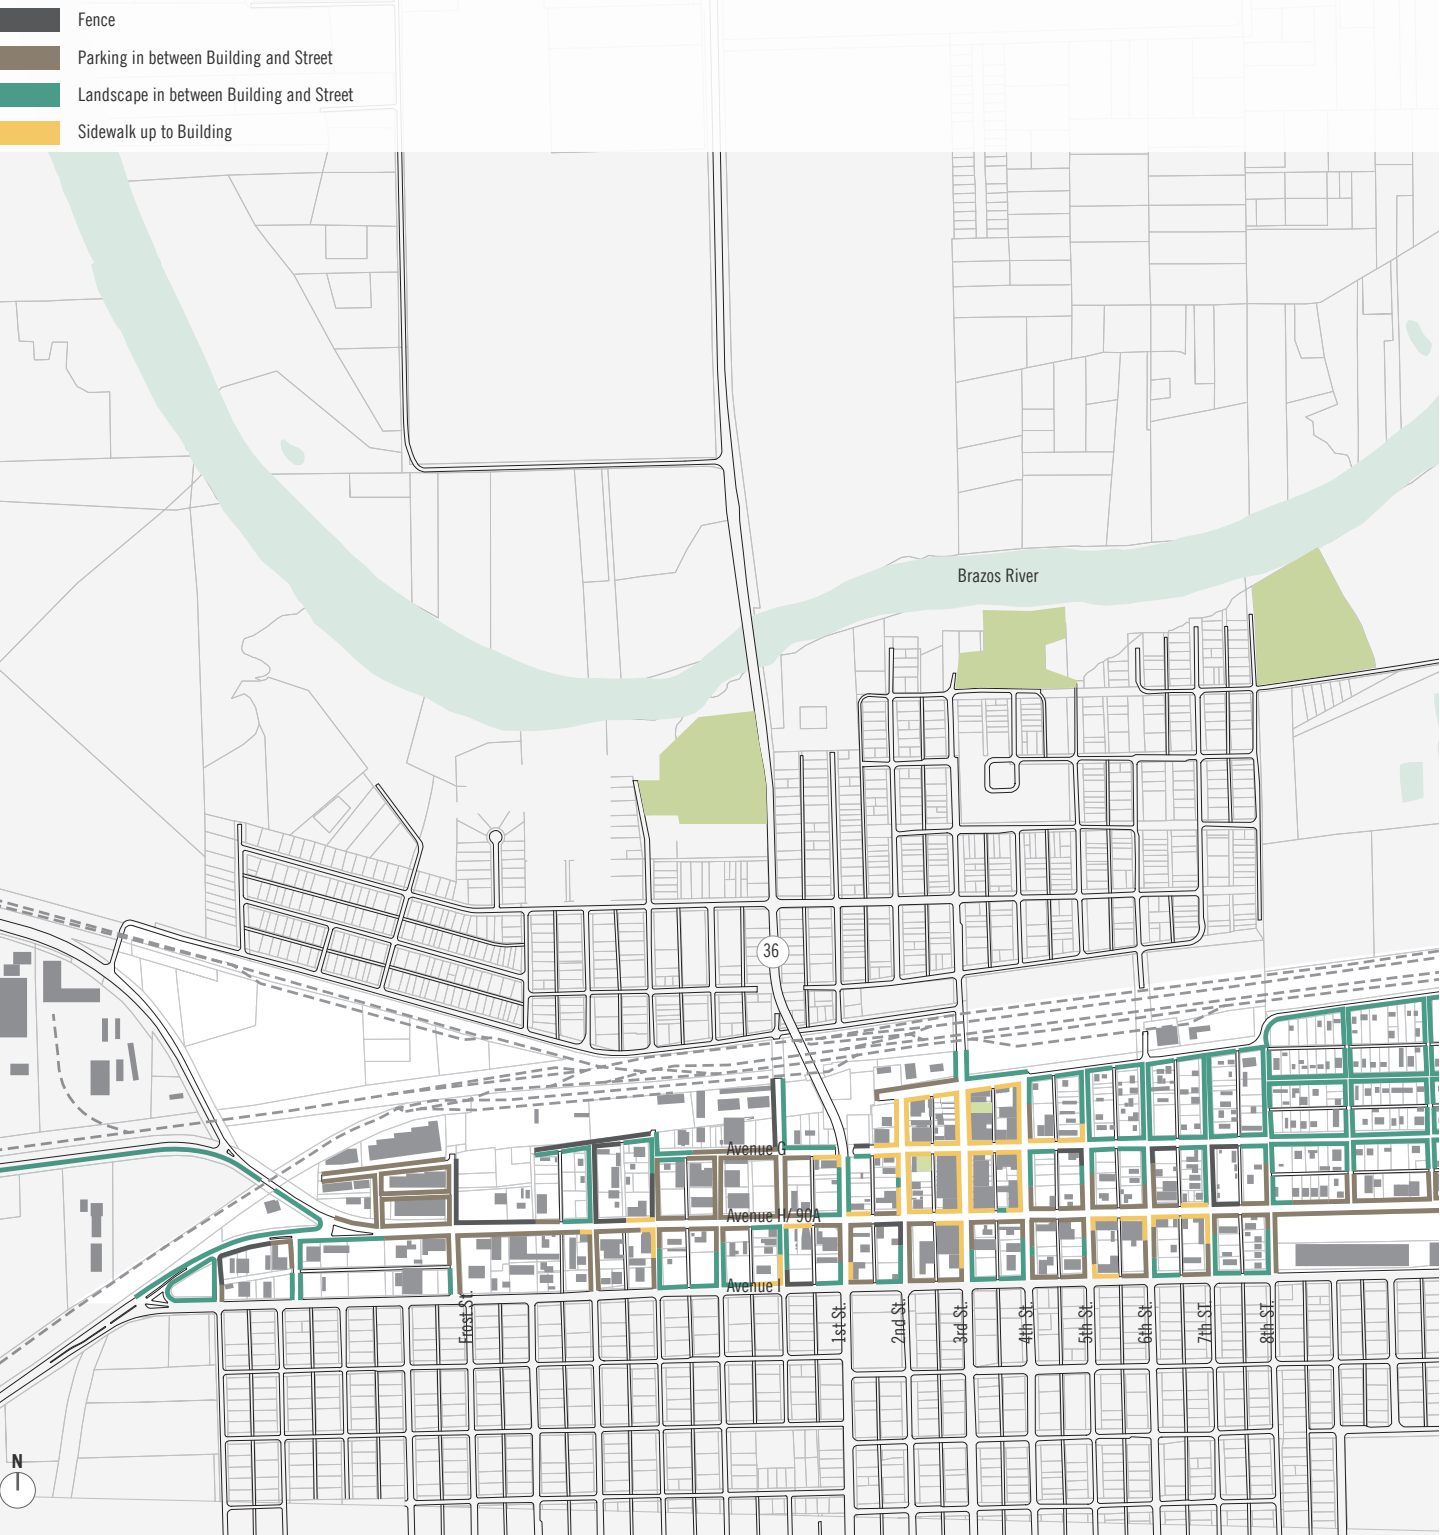 Fence
Parking in between Building and Street
Landscape in between Building and Street
Sidewalk up to Building
Brazos River
36
Avenue G
Avenue H/ 90A
Avenue I
Frost St.
1st St.
2nd St.
3rd St.
4th St.
5th St.
6th St.
7th ST.
8th ST.
N